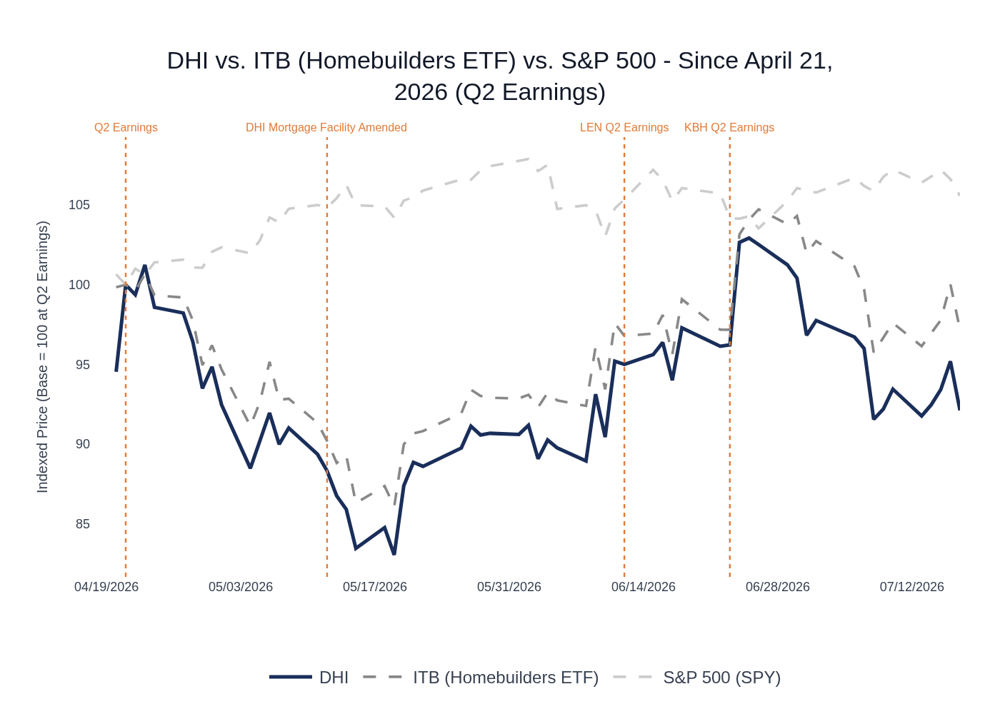 DHI vs. ITB (Homebuilders ETF) vs. S&P 500 - Since April 21,
2026 (Q2 Earnings)
Q2 Earnings
DHI Mortgage Facility Amended
LEN Q2 Earnings
KBH Q2 Earnings
Indexed Price (Base = 100 at Q2 Earnings)
105
100
95
90
85
04/19/2026
05/03/2026
05/17/2026
05/31/2026
06/14/2026
06/28/2026
07/12/2026
DHI
ITB (Homebuilders ETF)
S&P 500 (SPY)